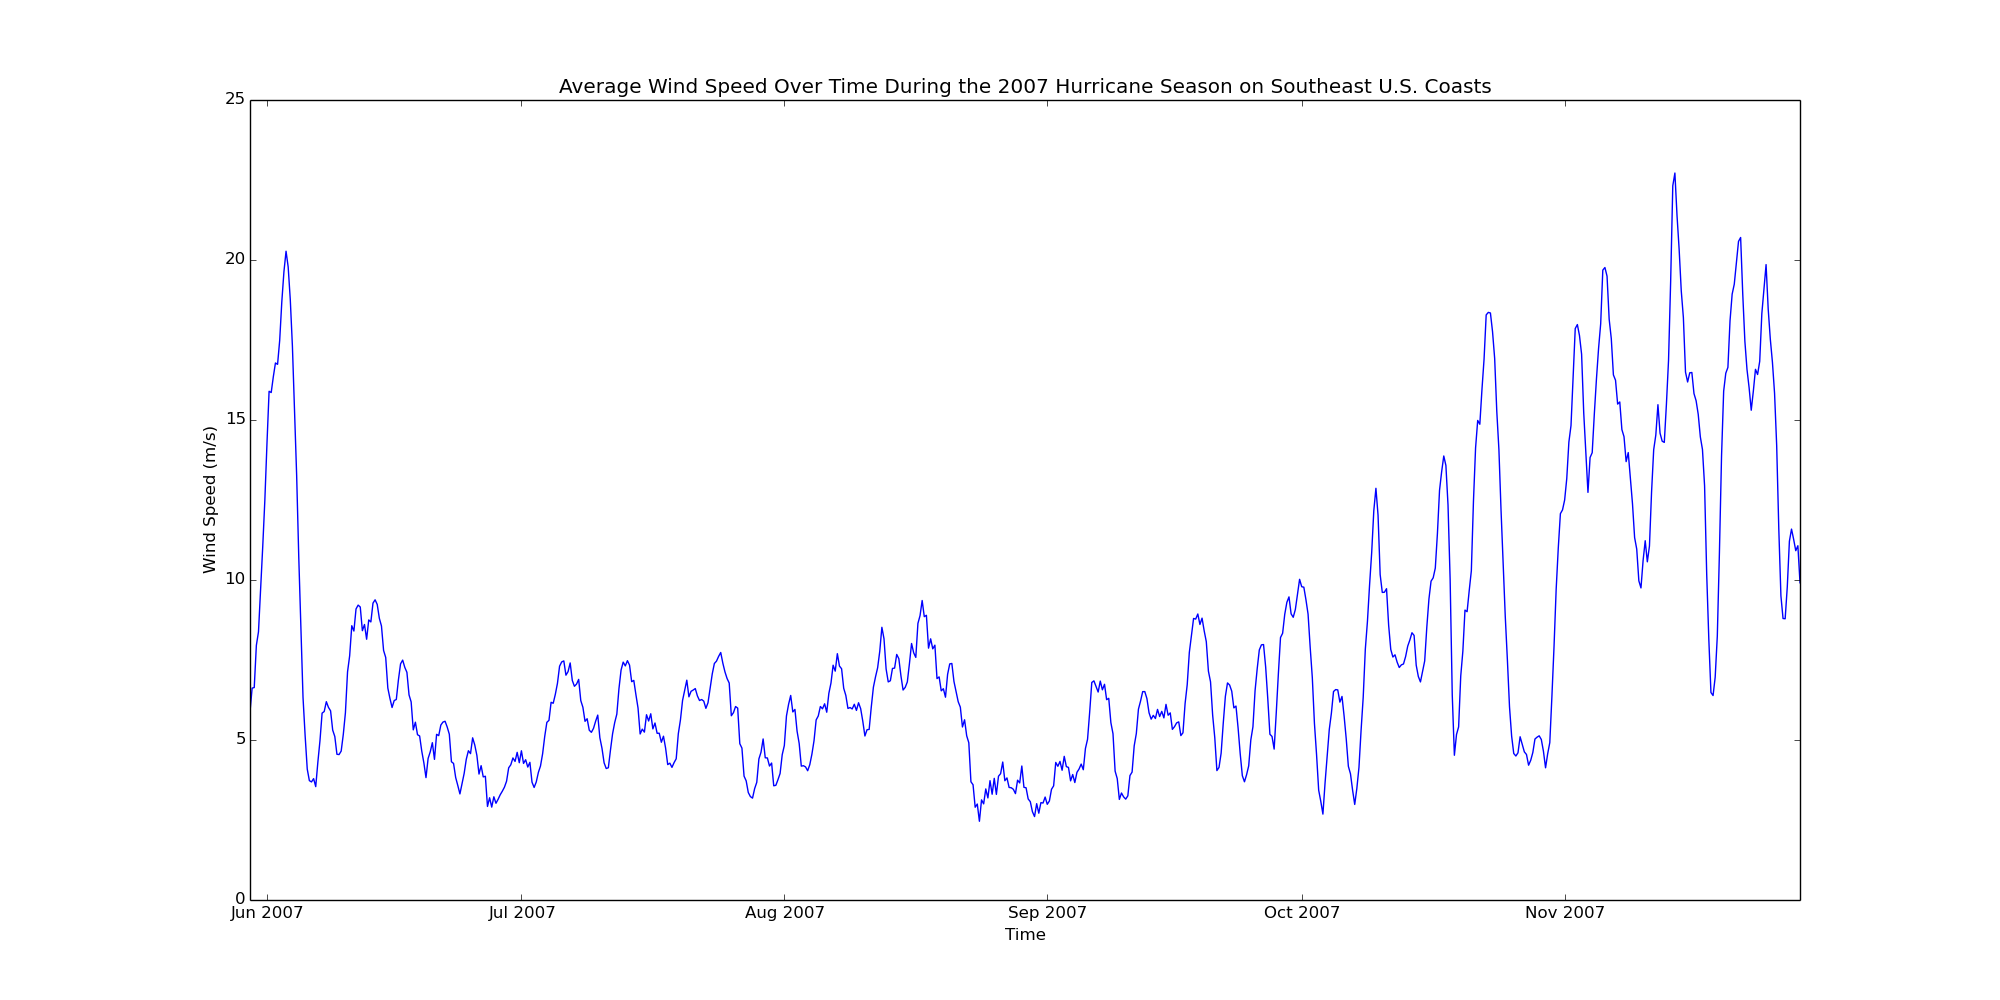 Average Wind Speed Over Time During the 2007 Hurricane Season on Southeast U.S. Coasts
25
20
15
10
5
0
Wind Speed (m/s)
Jun 2007 Jul 2007 Aug 2007 Sep 2007 Oct 2007 Nov 2007
Time